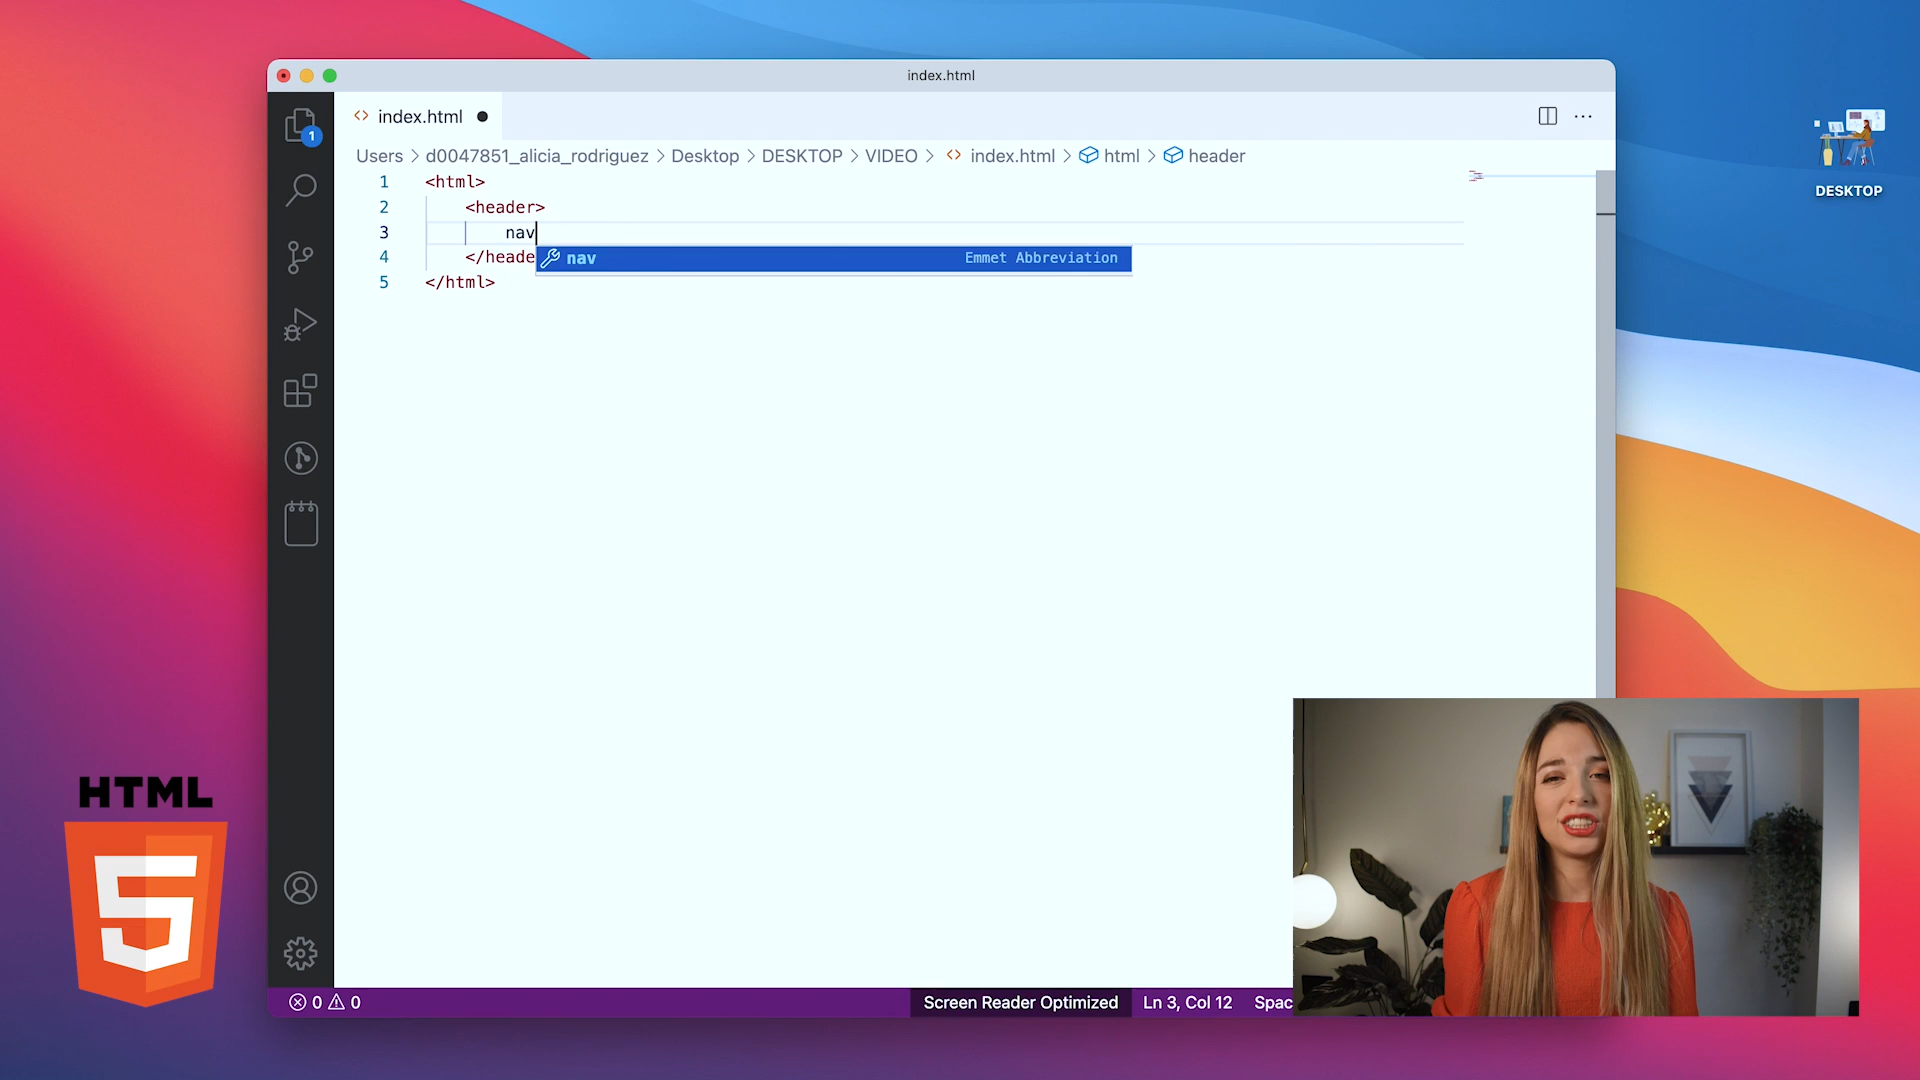 index.html
index.html
1
Users > d0047851_alicia_rodriguez > Desktop > DESKTOP > VIDEO > index.html > html > header
1 <html>
2 <header>
3 nav
4 </heade
nav Emmet Abbreviation
5 </html>
DESKTOP
HTML
5
0 0 Screen Reader Optimized Ln 3, Col 12 Spac